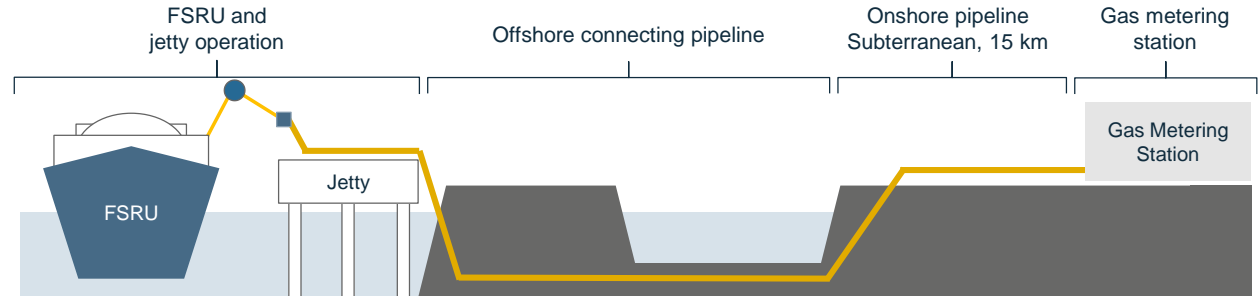 FSRU and
jetty operation
Offshore connecting pipeline
Onshore pipeline
Subterranean, 15 km
Gas metering
station
FSRU
Jetty
Gas Metering
Station